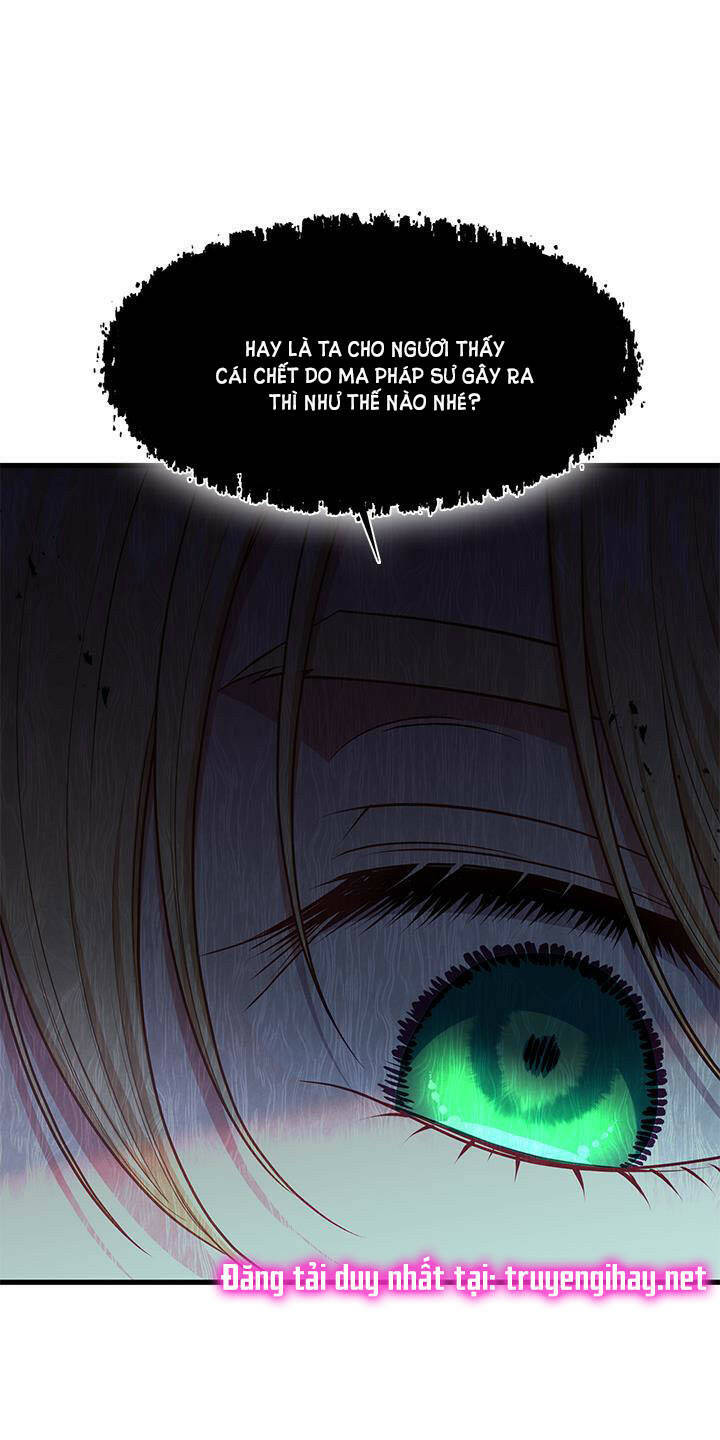 HAY LÀ TA CHO NGƯƠI THẤY
CÁI CHẾT DO MA PHÁP SƯ GÂY RA
THÌ NHƯ THẾ NÀO NHÉ?
Đăng tải duy nhất tại: truyengihay.net